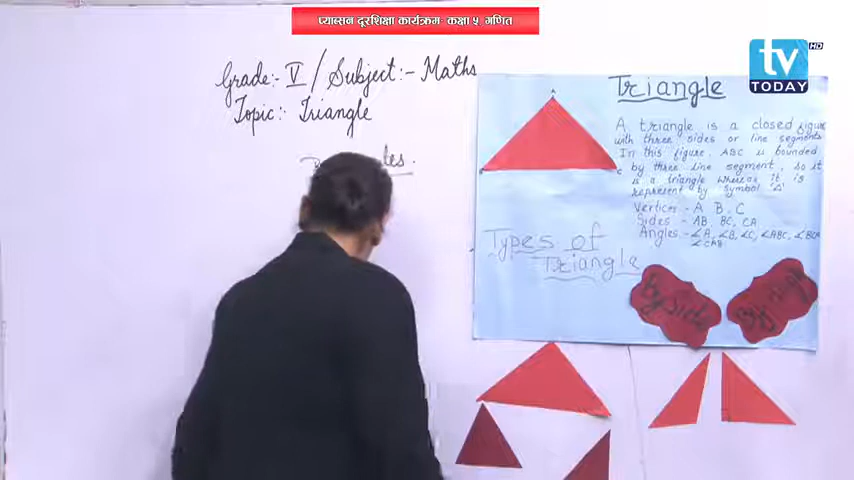 प्याब्सन दूरशिक्षा कार्यक्रमः कक्षा ५ गणित
tv HD
TODAY
Grade:- V / Subject:- Maths
Topic:- Triangle
Triangle
A triangle is a closed figure
with three sides or line segments
In this figure, ABC is bounded
by three line segment, so it
is a triangle whereas it is
represent by symbol 'Δ'
Vertices - A, B, C
Sides - AB, BC, CA
Angles - ∠A, ∠B, ∠C, ∠ABC, ∠BCA
∠CAB
A
C
Types of
Triangle
By Side
By Angle